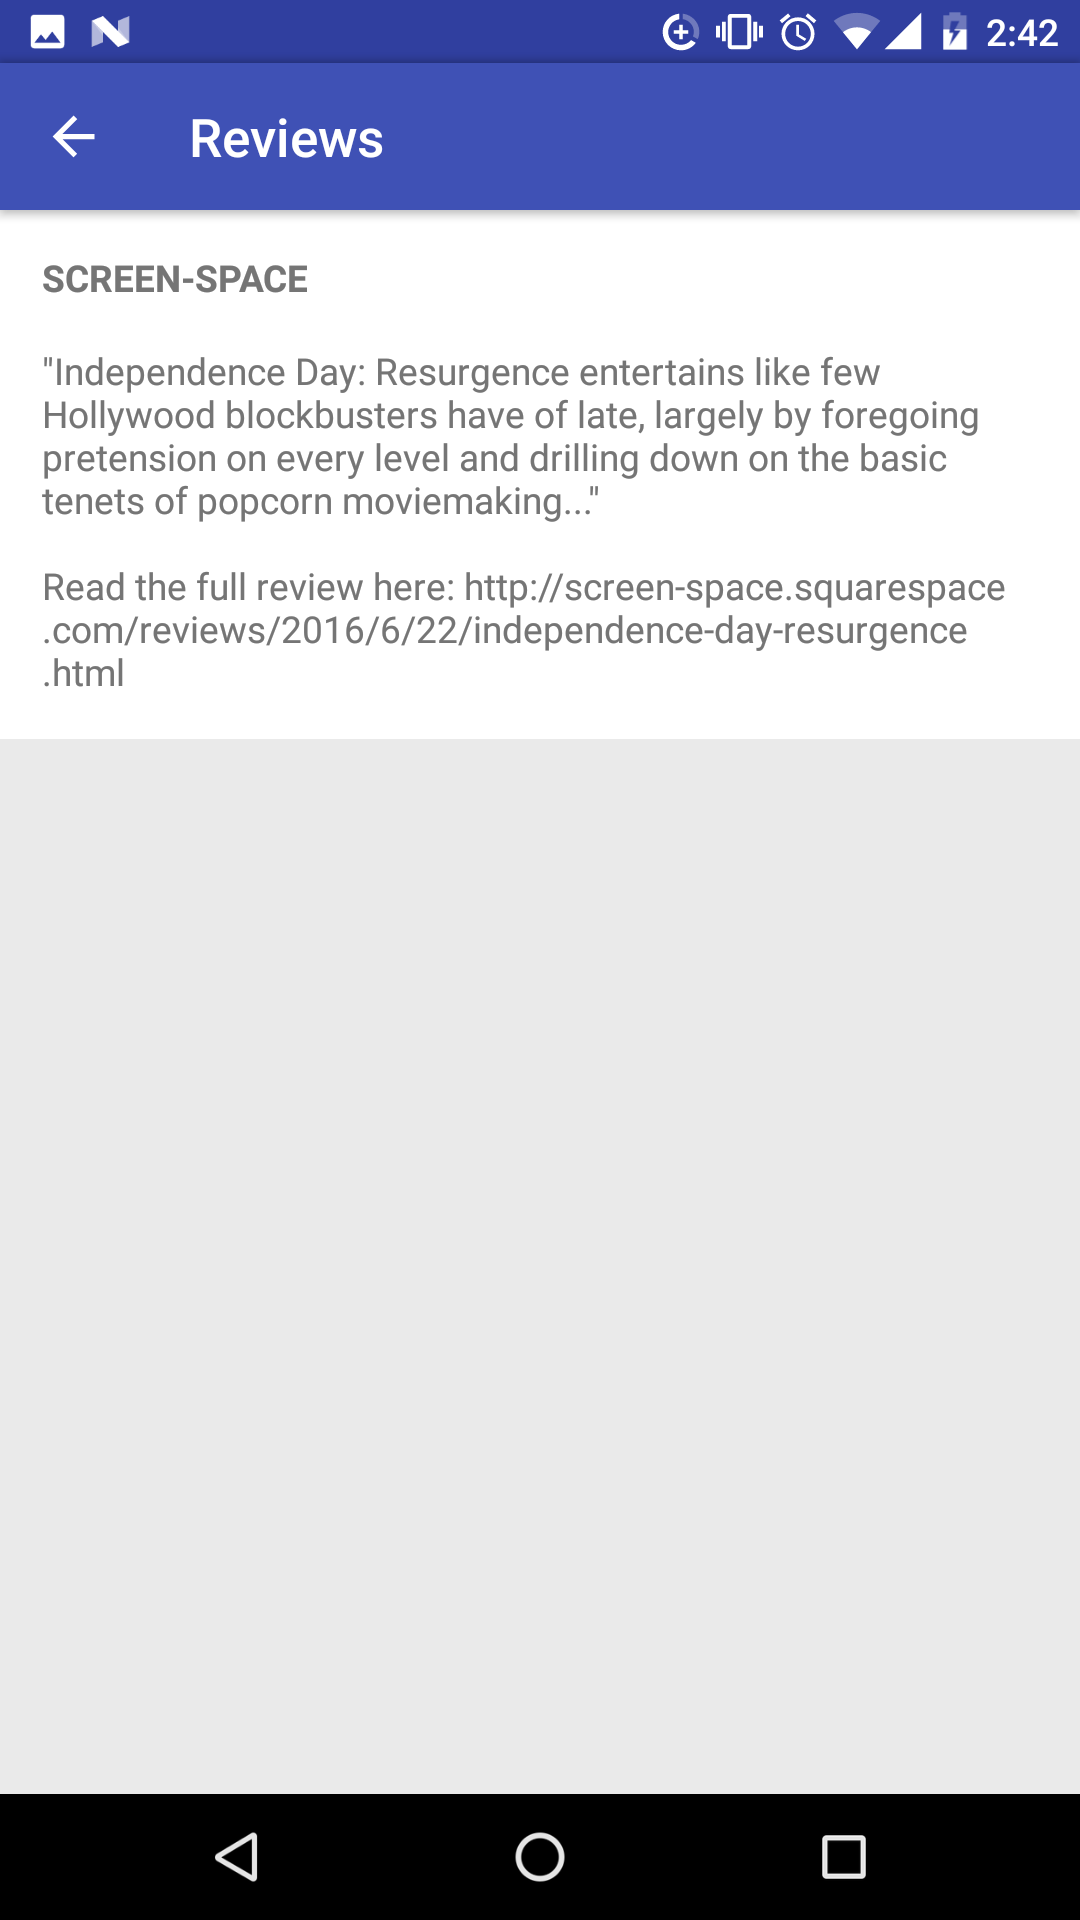 2:42
Reviews
SCREEN-SPACE
"Independence Day: Resurgence entertains like few
Hollywood blockbusters have of late, largely by foregoing
pretension on every level and drilling down on the basic
tenets of popcorn moviemaking..."
Read the full review here: http://screen-space.squarespace
.com/reviews/2016/6/22/independence-day-resurgence
.html